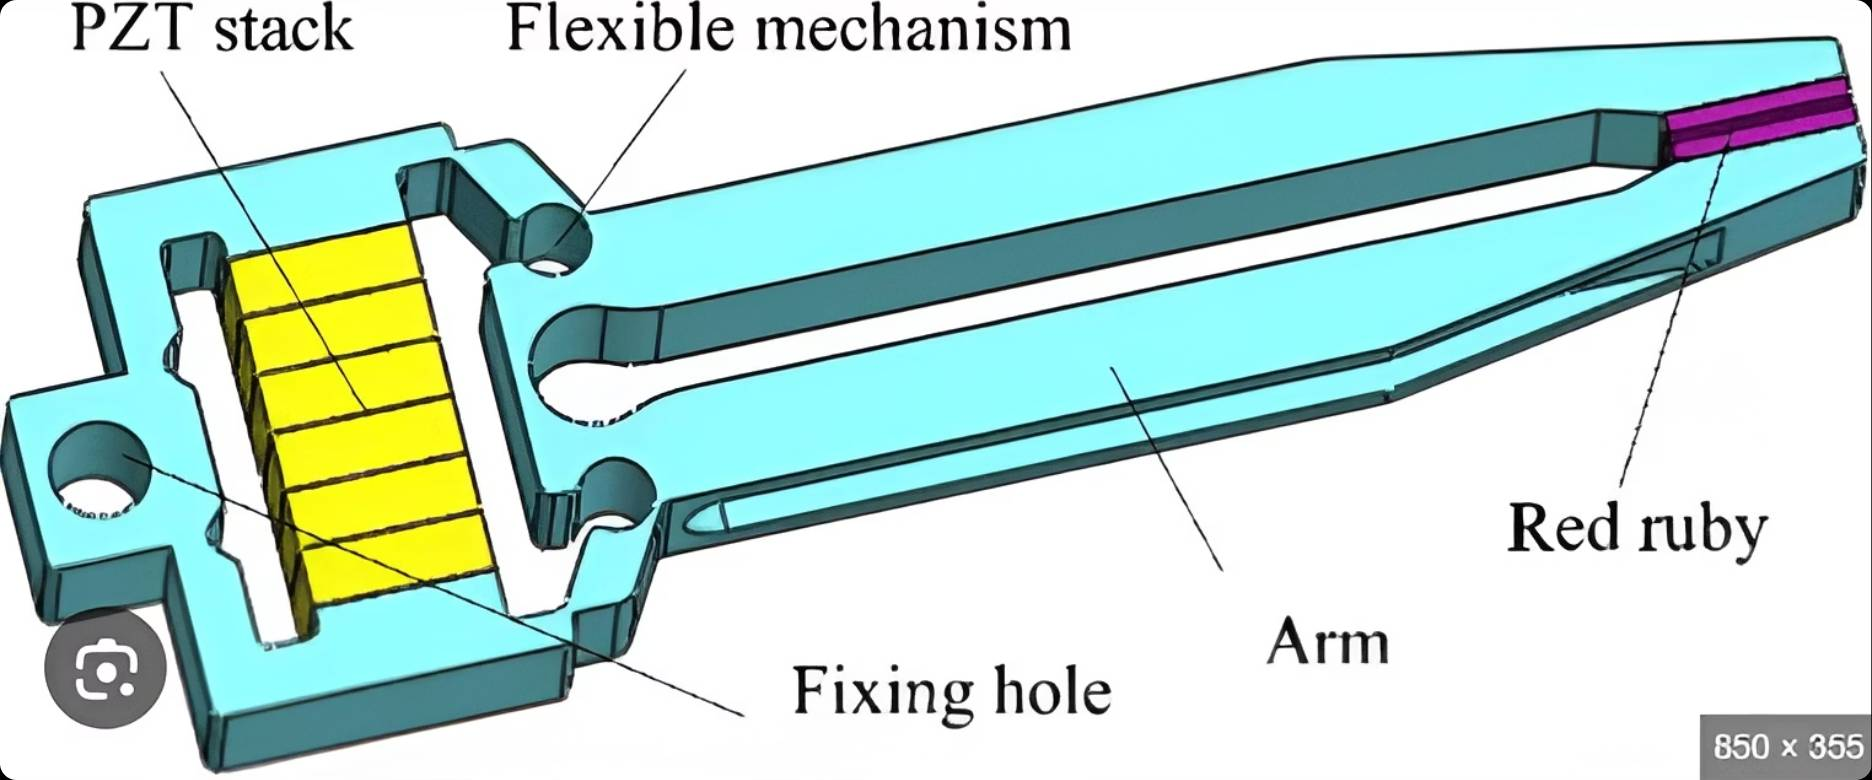 PZT stack
Flexible mechanism
Red ruby
Arm
Fixing hole
850 × 355